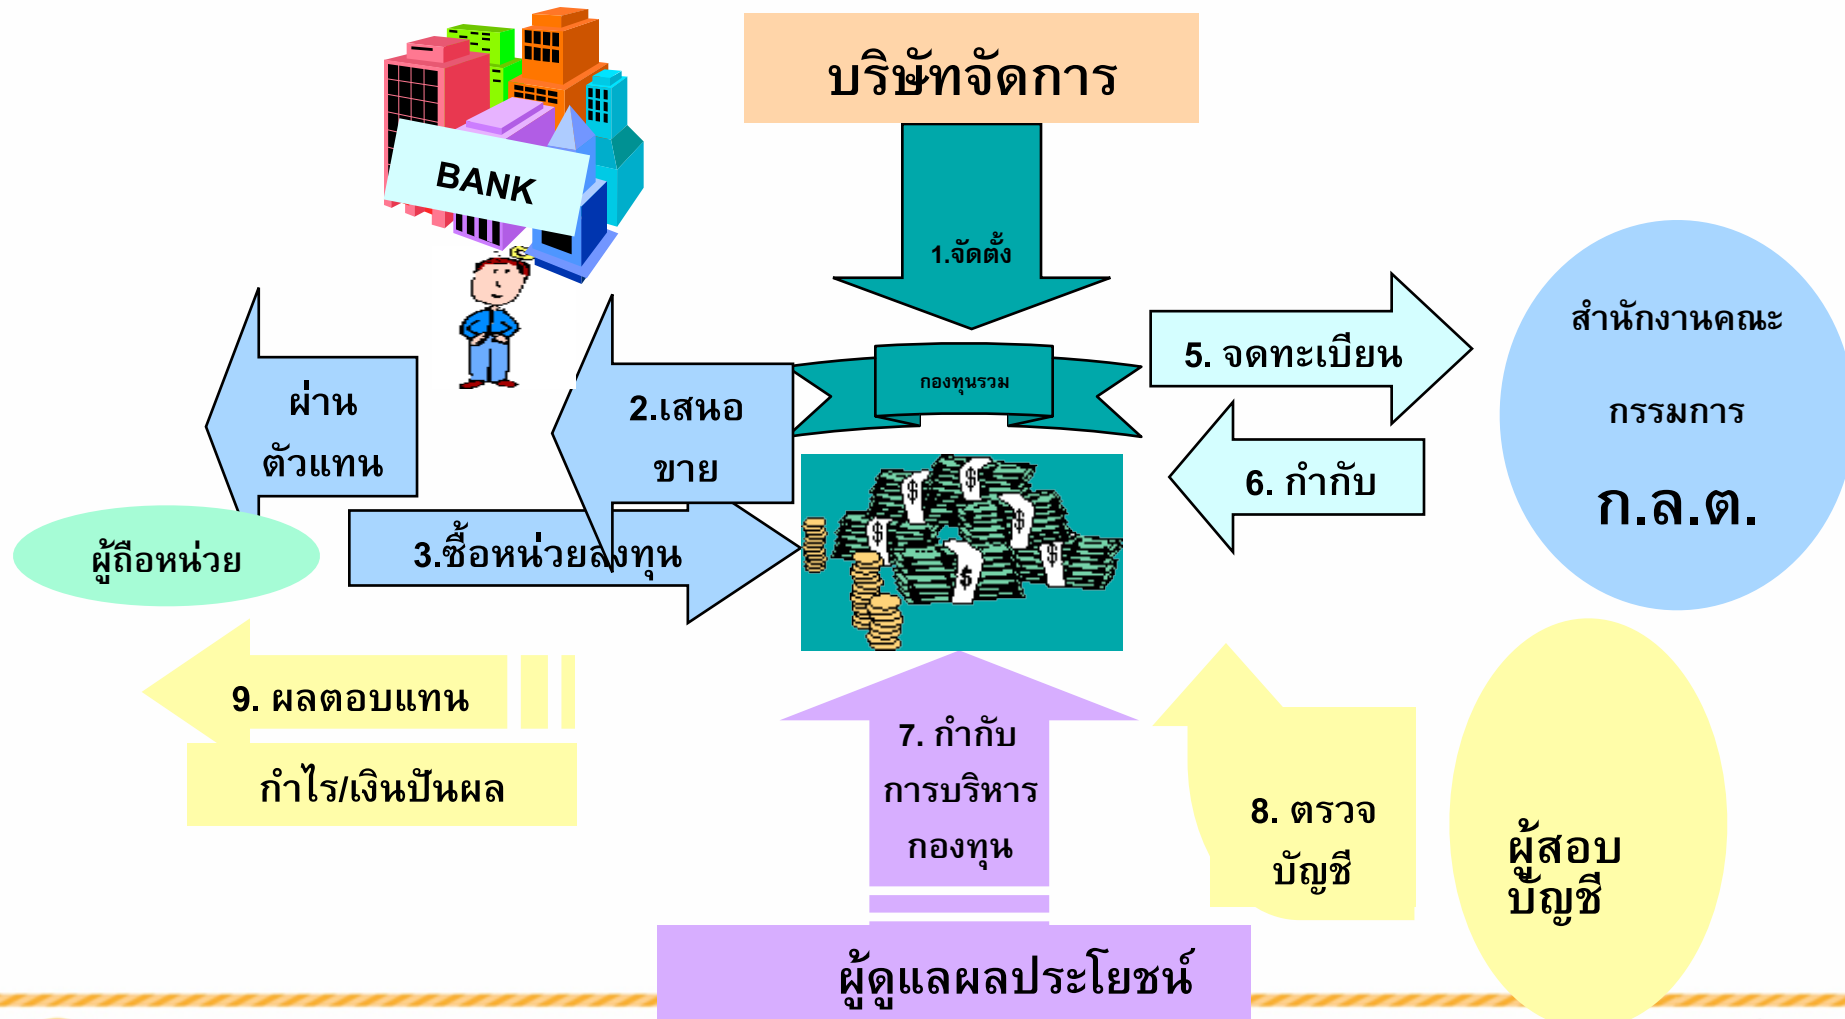 บริษัทจัดการ
BANK
1.จัดตั้ง
กองทุนรวม
ผ่าน
ตัวแทน
2.เสนอ
ขาย
5. จดทะเบียน
6. กำกับ
สำนักงานคณะ
กรรมการ
ก.ล.ต.
ผู้ถือหน่วย
3.ซื้อหน่วยลงทุน
9. ผลตอบแทน
กำไร/เงินปันผล
7. กำกับ
การบริหาร
กองทุน
8. ตรวจ
บัญชี
ผู้สอบ
บัญชี
ผู้ดูแลผลประโยชน์